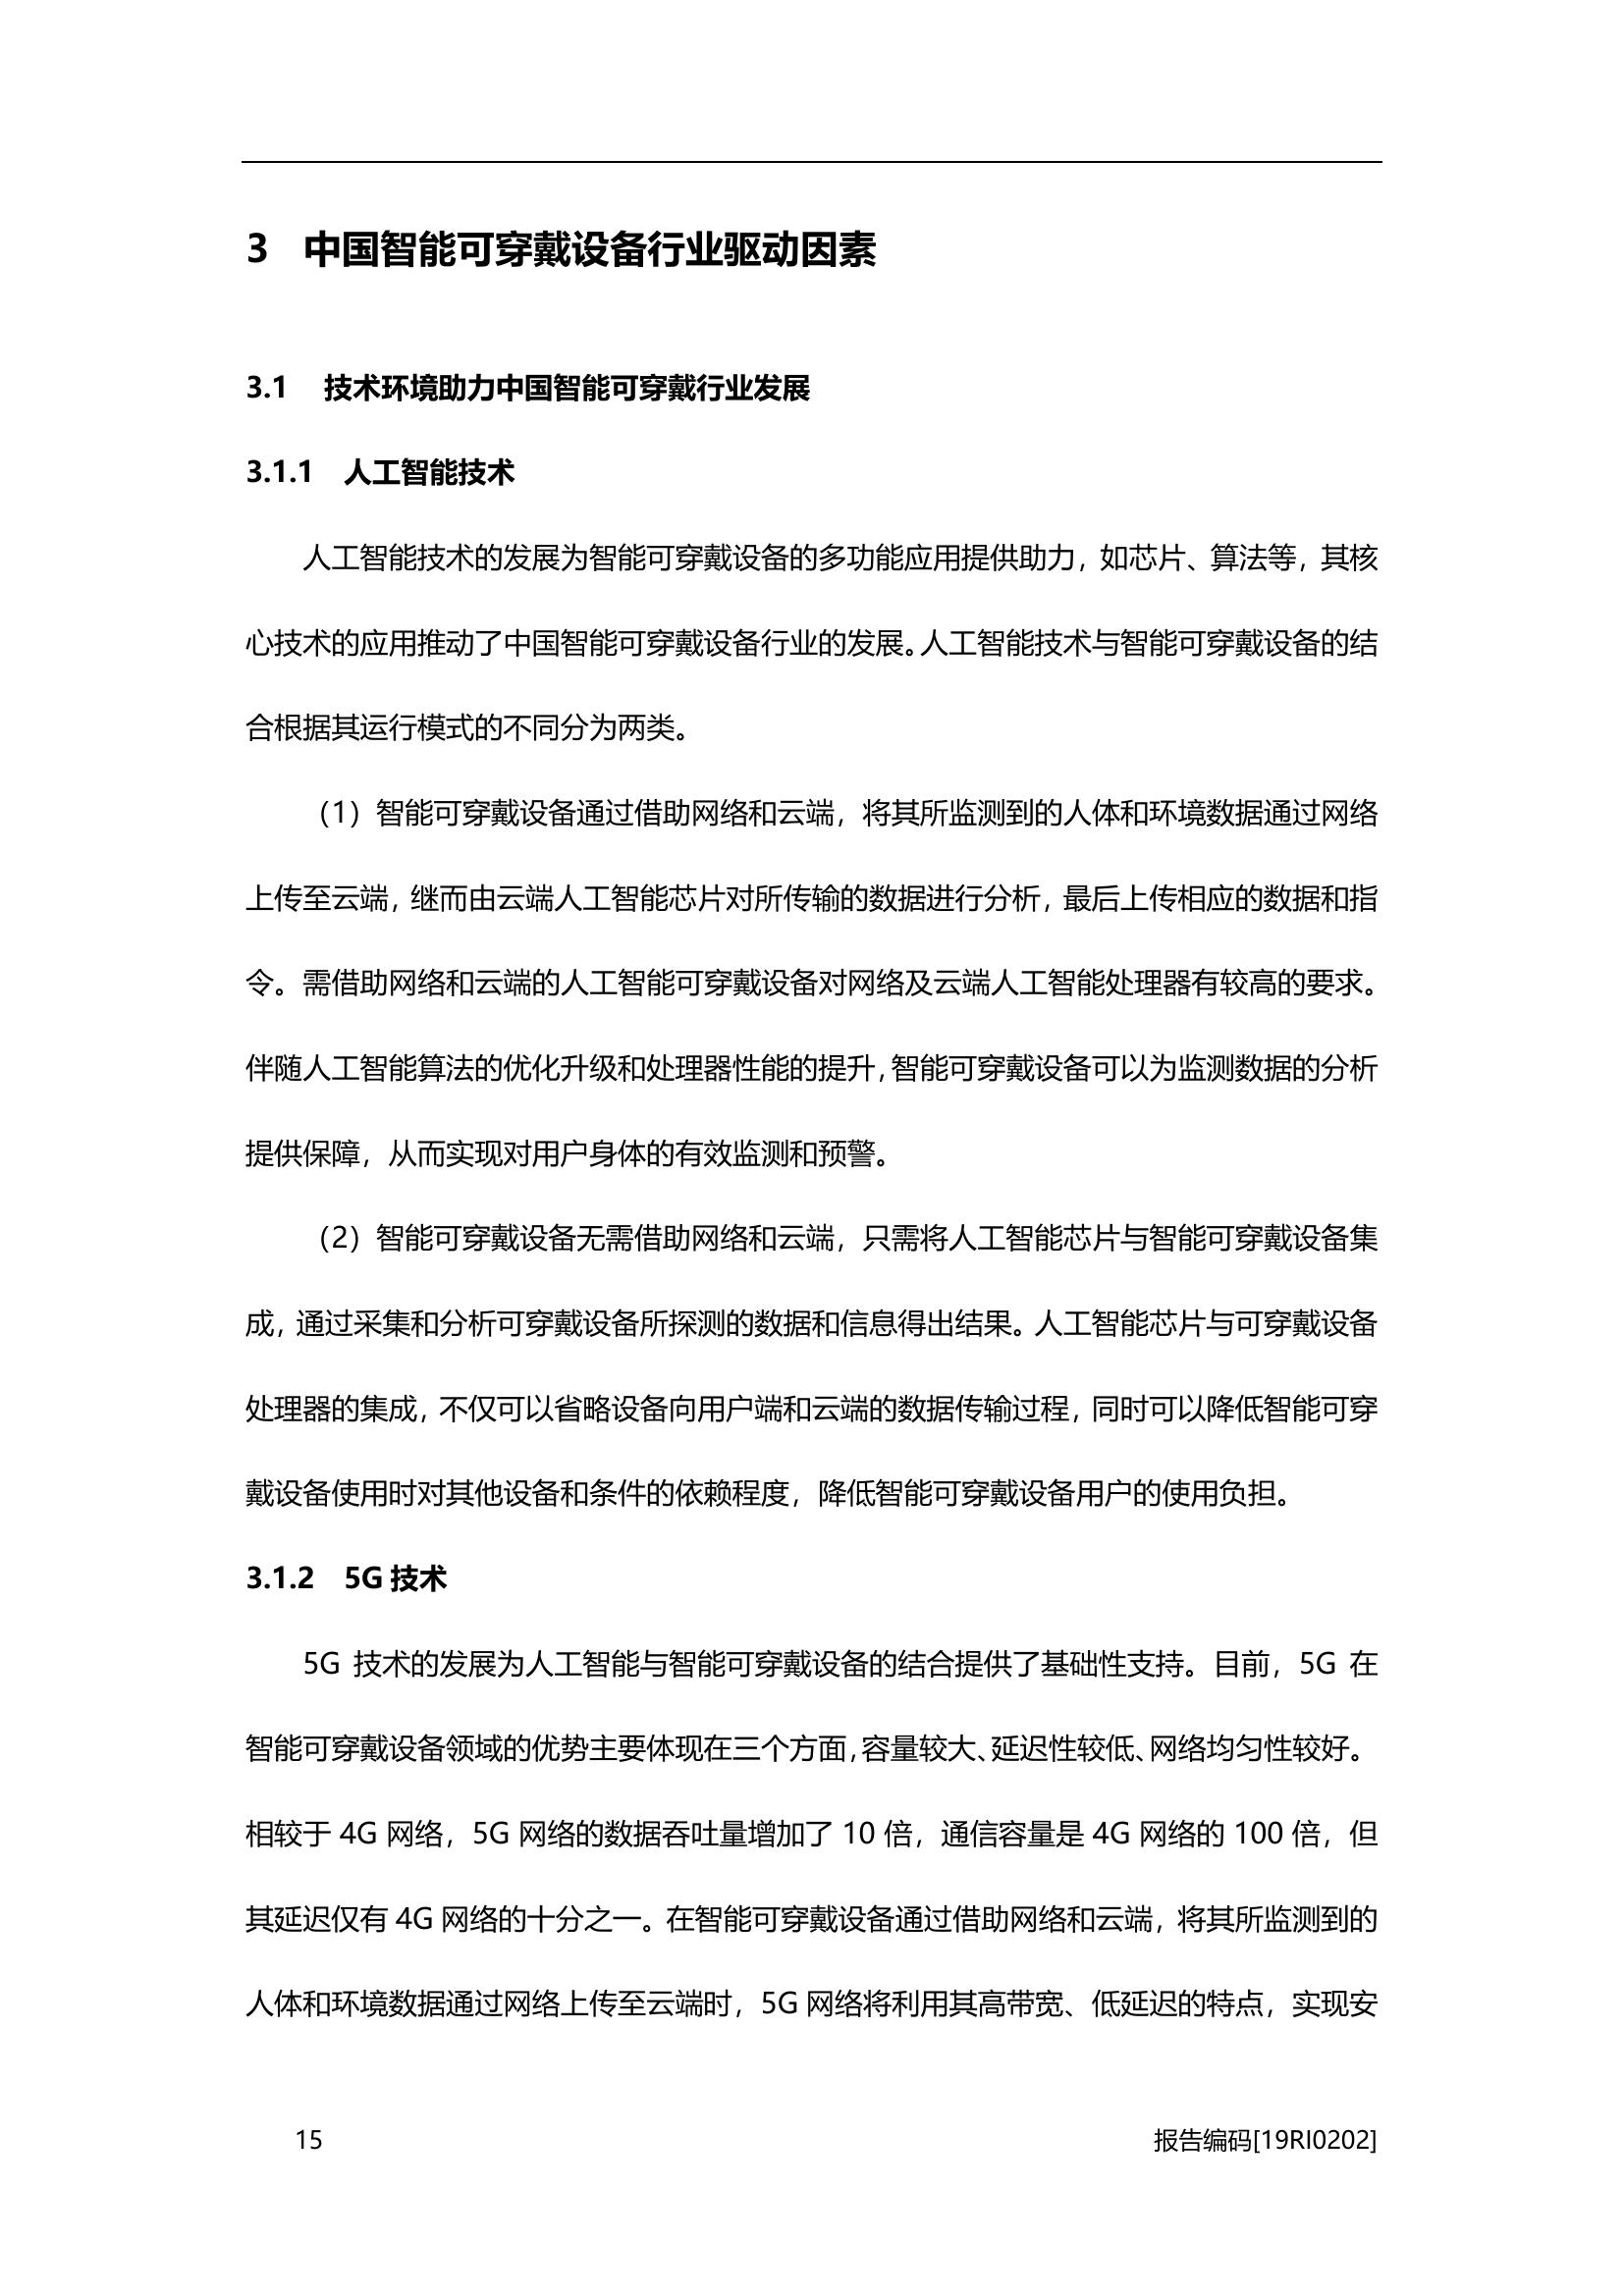 3 中国智能可穿戴设备行业驱动因素
3.1 技术环境助力中国智能可穿戴行业发展
3.1.1 人工智能技术
人工智能技术的发展为智能可穿戴设备的多功能应用提供助力，如芯片、算法等，其核
心技术的应用推动了中国智能可穿戴设备行业的发展。人工智能技术与智能可穿戴设备的结
合根据其运行模式的不同分为两类。
（1）智能可穿戴设备通过借助网络和云端，将其所监测到的人体和环境数据通过网络
上传至云端，继而由云端人工智能芯片对所传输的数据进行分析，最后上传相应的数据和指
令。需借助网络和云端的人工智能可穿戴设备对网络及云端人工智能处理器有较高的要求。
伴随人工智能算法的优化升级和处理器性能的提升，智能可穿戴设备可以为监测数据的分析
提供保障，从而实现对用户身体的有效监测和预警。
（2）智能可穿戴设备无需借助网络和云端，只需将人工智能芯片与智能可穿戴设备集
成，通过采集和分析可穿戴设备所探测的数据和信息得出结果。人工智能芯片与可穿戴设备
处理器的集成，不仅可以省略设备向用户端和云端的数据传输过程，同时可以降低智能可穿
戴设备使用时对其他设备和条件的依赖程度，降低智能可穿戴设备用户的使用负担。
3.1.2 5G 技术
5G 技术的发展为人工智能与智能可穿戴设备的结合提供了基础性支持。目前，5G 在
智能可穿戴设备领域的优势主要体现在三个方面，容量较大、延迟性较低、网络均匀性较好。
相较于 4G 网络，5G 网络的数据吞吐量增加了 10 倍，通信容量是 4G 网络的 100 倍，但
其延迟仅有 4G 网络的十分之一。在智能可穿戴设备通过借助网络和云端，将其所监测到的
人体和环境数据通过网络上传至云端时，5G 网络将利用其高带宽、低延迟的特点，实现安
15 报告编码[19RI0202]